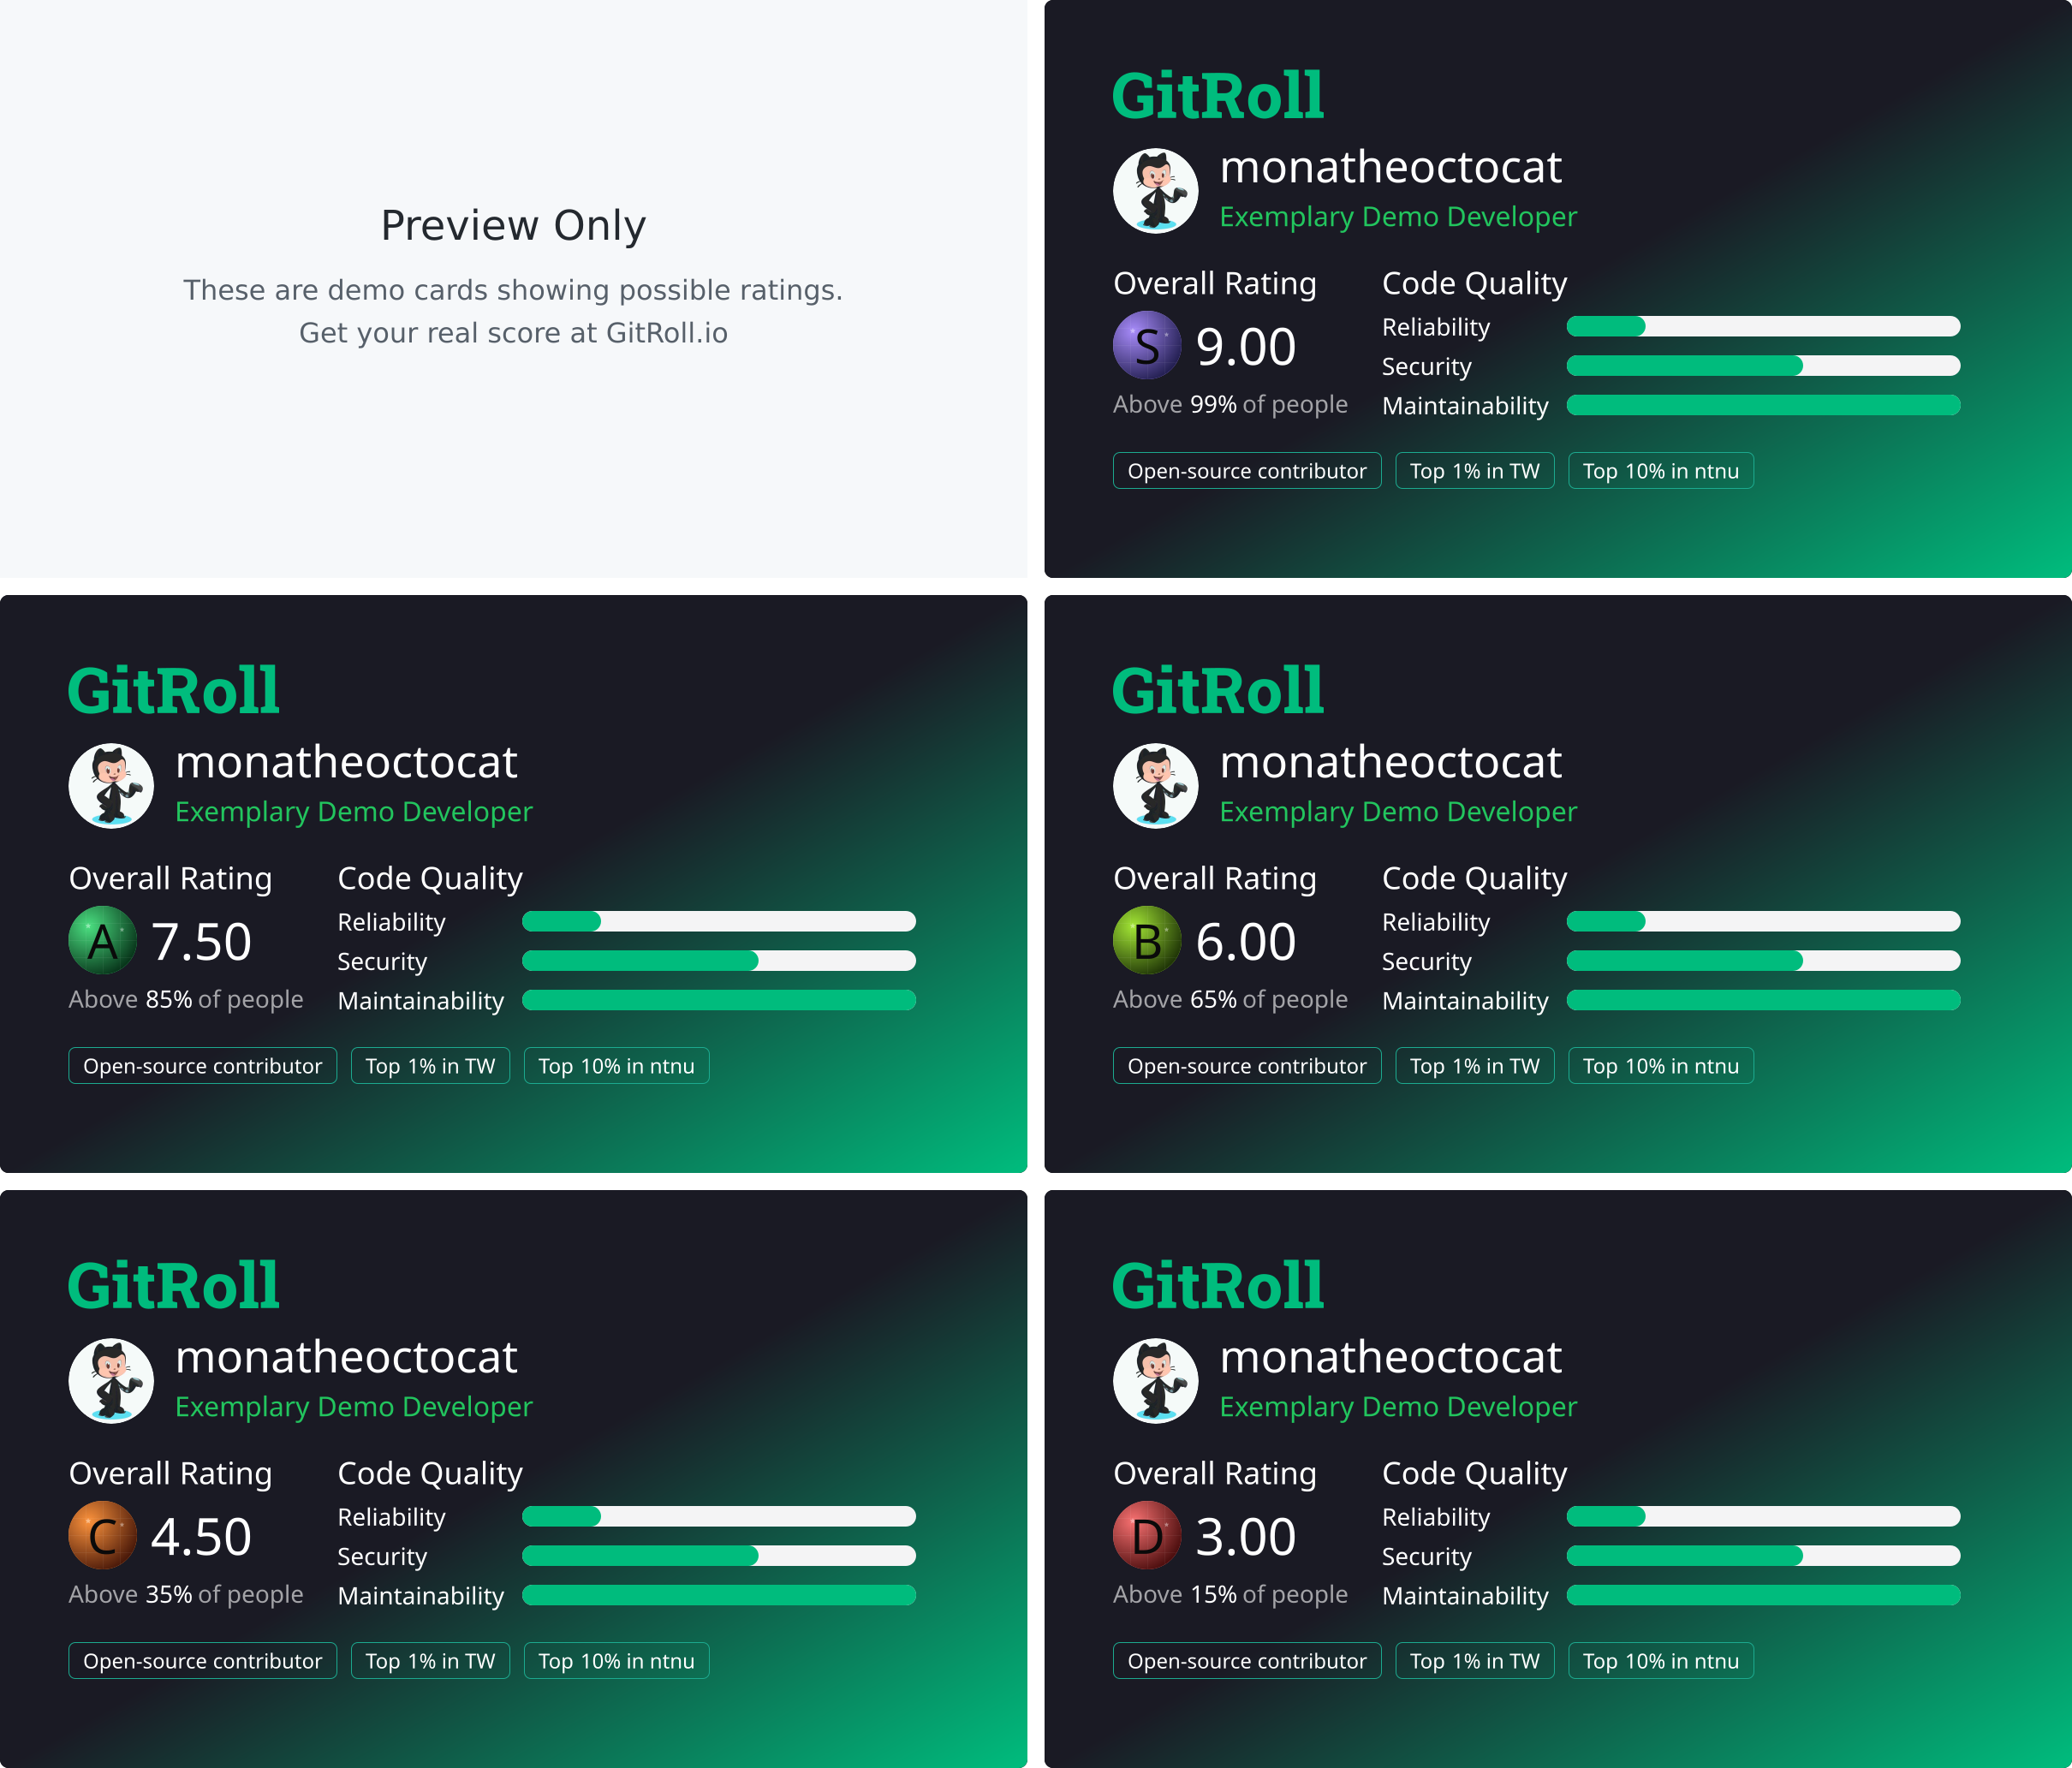 Preview Only
These are demo cards showing possible ratings.
Get your real score at GitRoll.io
GitRoll
monatheoctocat
Exemplary Demo Developer
Overall Rating
S 9.00
Above 99% of people
Code Quality
Reliability
Security
Maintainability
Open-source contributor
Top 1% in TW
Top 10% in ntnu
GitRoll
monatheoctocat
Exemplary Demo Developer
Overall Rating
A 7.50
Above 85% of people
Code Quality
Reliability
Security
Maintainability
Open-source contributor
Top 1% in TW
Top 10% in ntnu
GitRoll
monatheoctocat
Exemplary Demo Developer
Overall Rating
B 6.00
Above 65% of people
Code Quality
Reliability
Security
Maintainability
Open-source contributor
Top 1% in TW
Top 10% in ntnu
GitRoll
monatheoctocat
Exemplary Demo Developer
Overall Rating
C 4.50
Above 35% of people
Code Quality
Reliability
Security
Maintainability
Open-source contributor
Top 1% in TW
Top 10% in ntnu
GitRoll
monatheoctocat
Exemplary Demo Developer
Overall Rating
D 3.00
Above 15% of people
Code Quality
Reliability
Security
Maintainability
Open-source contributor
Top 1% in TW
Top 10% in ntnu